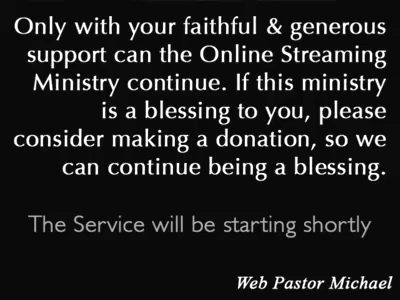 Only with your faithful & generous
support can the Online Streaming
Ministry continue. If this ministry
is a blessing to you, please
consider making a donation, so we
can continue being a blessing.
The Service will be starting shortly
Web Pastor Michael